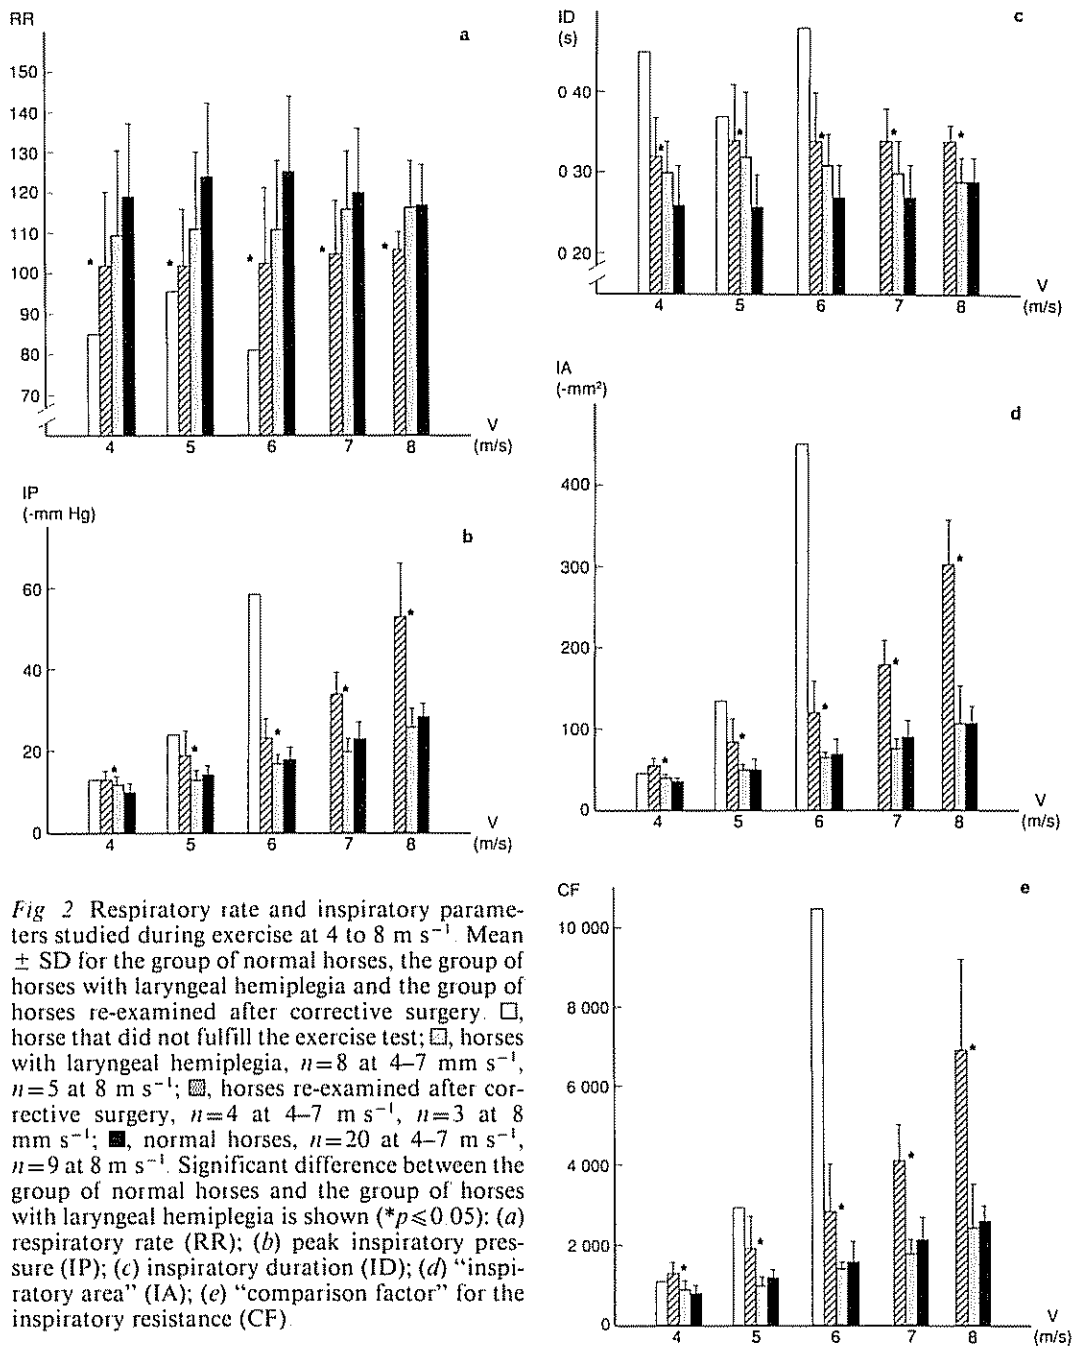 RR
a
150
140
130
120
110
100
90
80
70
* * * * *
4 5 6 7 8
V
(m/s)
IP
(-mm Hg)
b
60
40
20
0
* * * * *
4 5 6 7 8
V
(m/s)
ID
(s)
c
0 40
0 30
0 20
* * * * *
4 5 6 7 8
V
(m/s)
IA
(-mm²)
d
400
300
200
100
0
* * * * *
4 5 6 7 8
V
(m/s)
CF
e
10 000
8 000
6 000
4 000
2 000
0
* * * * *
4 5 6 7 8
V
(m/s)
Fig 2 Respiratory rate and inspiratory parame-
ters studied during exercise at 4 to 8 m s⁻¹. Mean
± SD for the group of normal horses, the group of
horses with laryngeal hemiplegia and the group of
horses re-examined after corrective surgery. □,
horse that did not fulfill the exercise test; ▨, horses
with laryngeal hemiplegia, n=8 at 4–7 mm s⁻¹,
n=5 at 8 m s⁻¹; ▩, horses re-examined after cor-
rective surgery, n=4 at 4–7 m s⁻¹, n=3 at 8
mm s⁻¹; ■, normal horses, n=20 at 4–7 m s⁻¹,
n=9 at 8 m s⁻¹. Significant difference between the
group of normal horses and the group of horses
with laryngeal hemiplegia is shown (*p⩽0.05): (a)
respiratory rate (RR); (b) peak inspiratory pres-
sure (IP); (c) inspiratory duration (ID); (d) "inspi-
ratory area" (IA); (e) "comparison factor" for the
inspiratory resistance (CF).